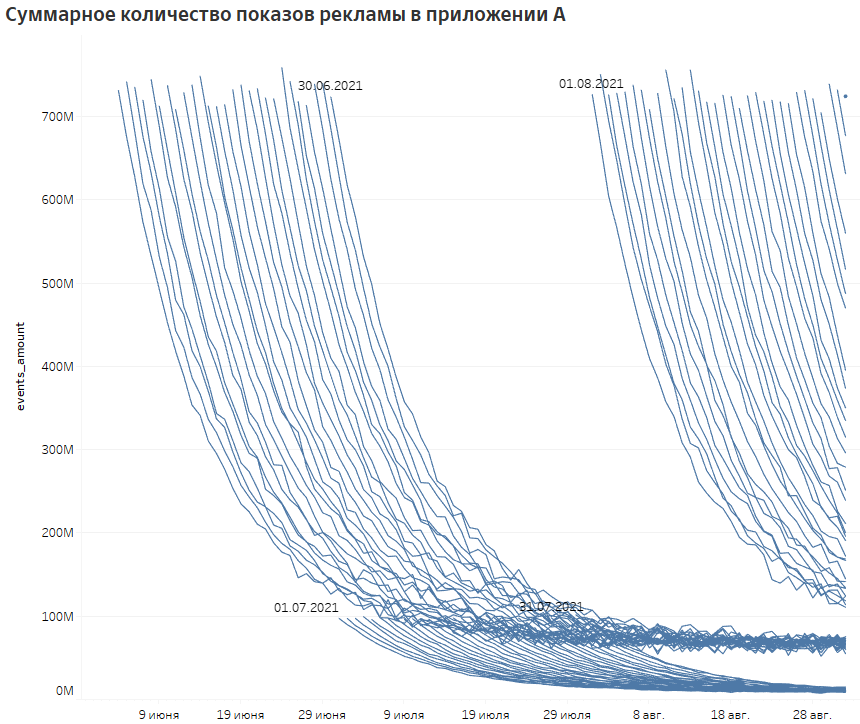 Суммарное количество показов рекламы в приложении А
30.06.2021
01.08.2021
700M
600M
500M
400M
events_amount
300M
200M
100M
01.07.2021
31.07.2021
0M
9 июня
19 июня
29 июня
9 июля
19 июля
29 июля
8 авг.
18 авг.
28 авг.